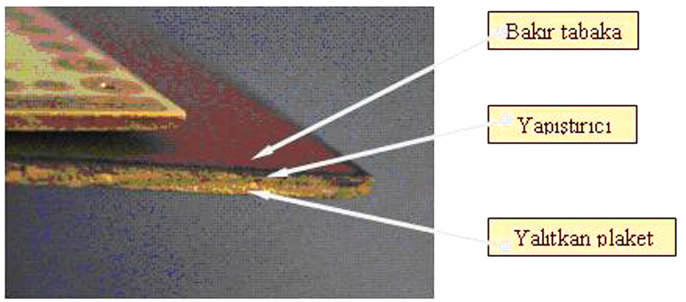 Bakır tabaka
Yapıştırıcı
Yalıtkan plaket